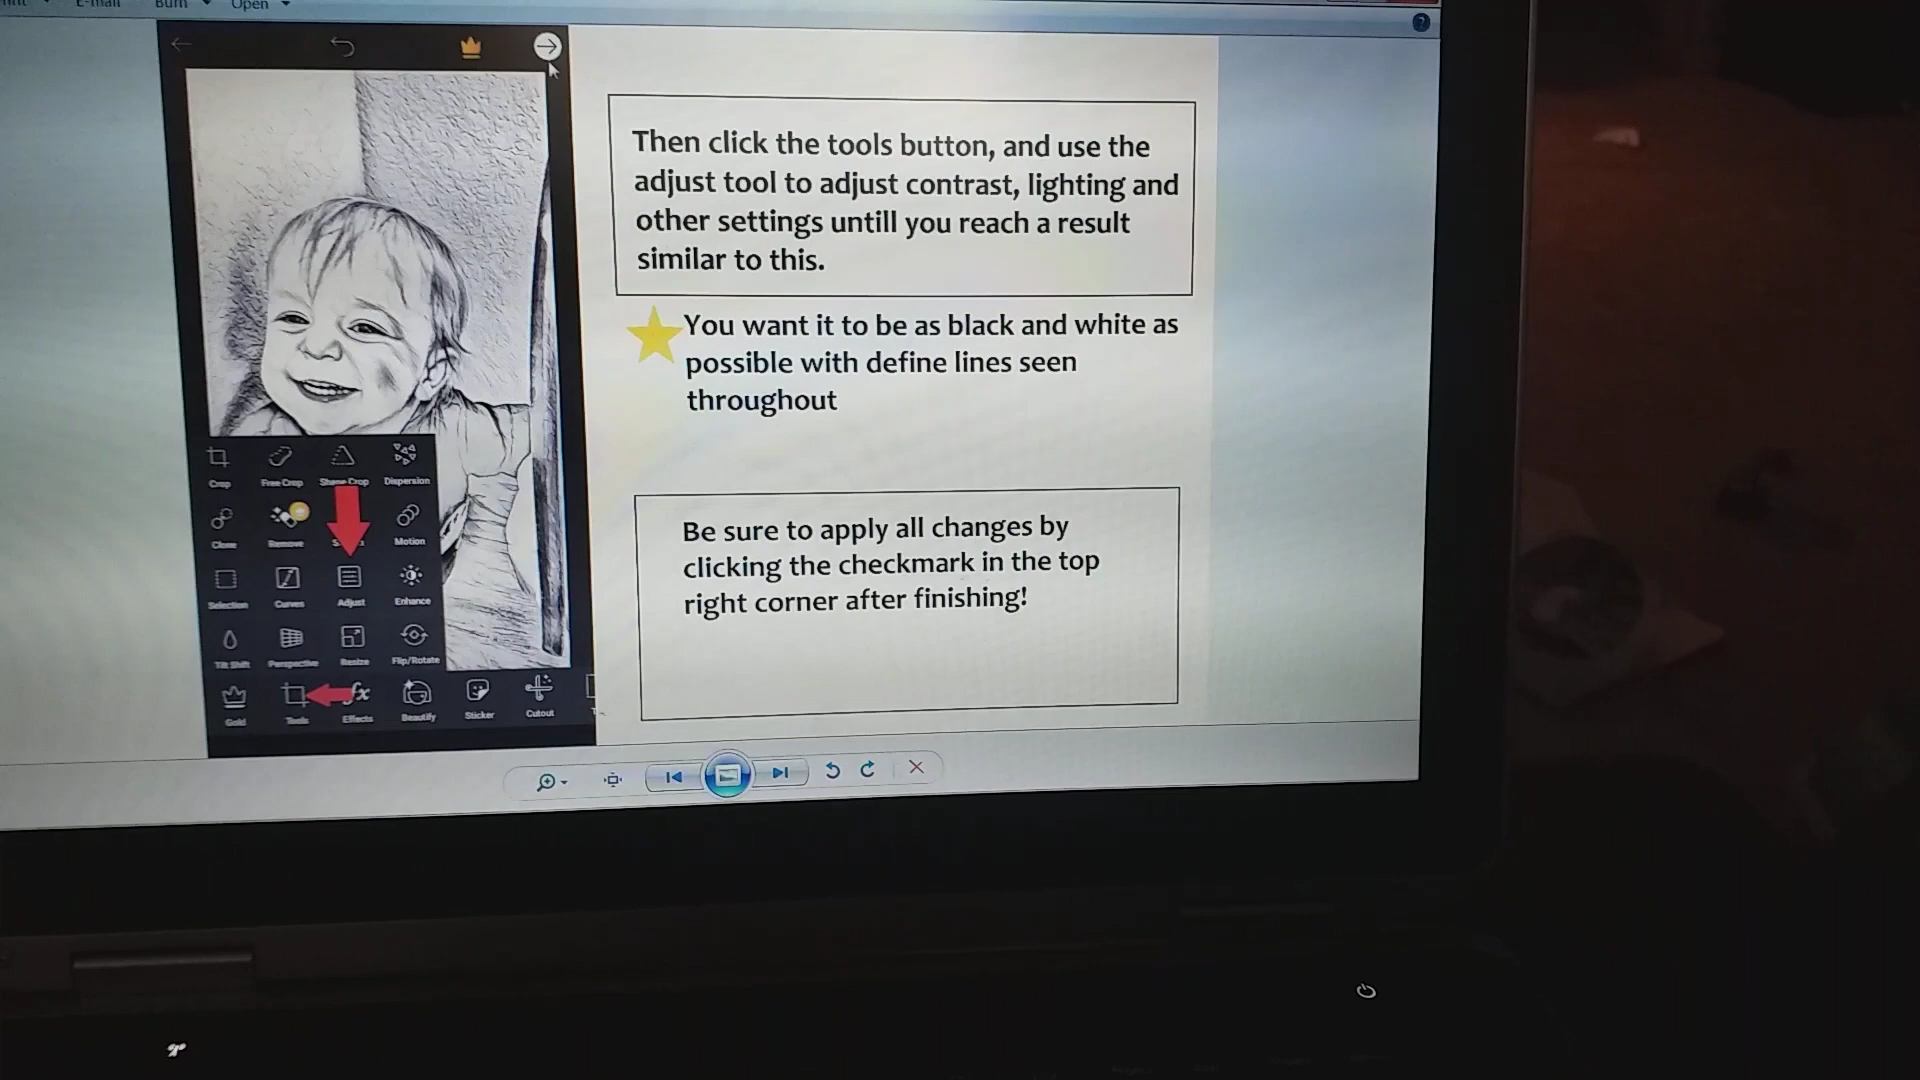 E-mail
Burn
Open
Then click the tools button, and use the
adjust tool to adjust contrast, lighting and
other settings untill you reach a result
similar to this.
You want it to be as black and white as
possible with define lines seen
throughout
Be sure to apply all changes by
clicking the checkmark in the top
right corner after finishing!
Crop Free Crop Shape Crop Dispersion
Clone Remove Motion
Selection Curves Adjust Enhance
Tilt Shift Perspective Resize Flip/Rotate
Gold Tools Effects Beautify Sticker Cutout